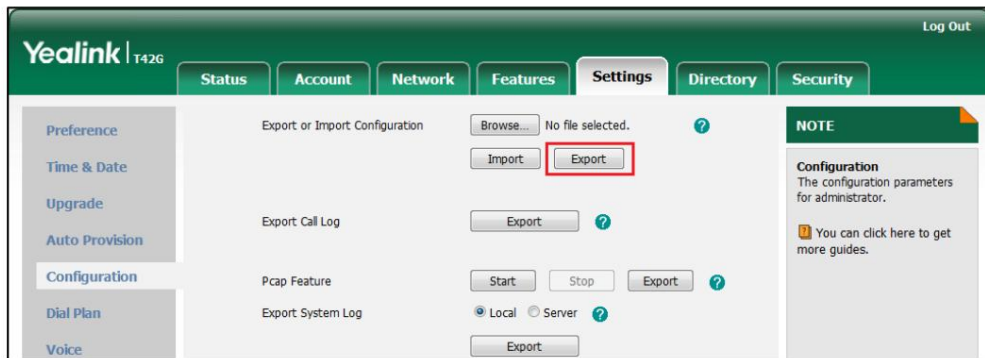 Log Out
Yealink | T42G
Status Account Network Features Settings Directory Security
Preference
Time & Date
Upgrade
Auto Provision
Configuration
Dial Plan
Voice
Export or Import Configuration Browse... No file selected. ?
Import Export
Export Call Log Export ?
Pcap Feature Start Stop Export ?
Export System Log Local Server ?
Export
NOTE
Configuration
The configuration parameters
for administrator.
? You can click here to get
more guides.